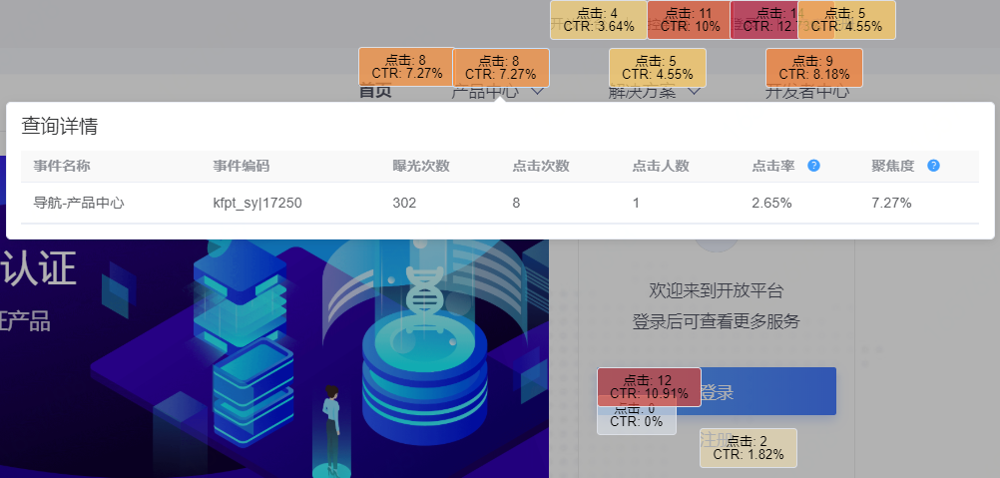 点击: 4
CTR: 3.64%
点击: 11
CTR: 10%
点击: 14
CTR: 12.73%
点击: 5
CTR: 4.55%
点击: 8
CTR: 7.27%
点击: 8
CTR: 7.27%
点击: 5
CTR: 4.55%
点击: 9
CTR: 8.18%
首页
产品中心
解决方案
开发者中心
查询详情
事件名称 事件编码 曝光次数 点击次数 点击人数 点击率 ? 聚焦度 ?
导航-产品中心 kfpt_sy|17250 302 8 1 2.65% 7.27%
认证
证产品
欢迎来到开放平台
登录后可查看更多服务
点击: 12
CTR: 10.91%
登录
点击: 0
CTR: 0%
注册
点击: 2
CTR: 1.82%